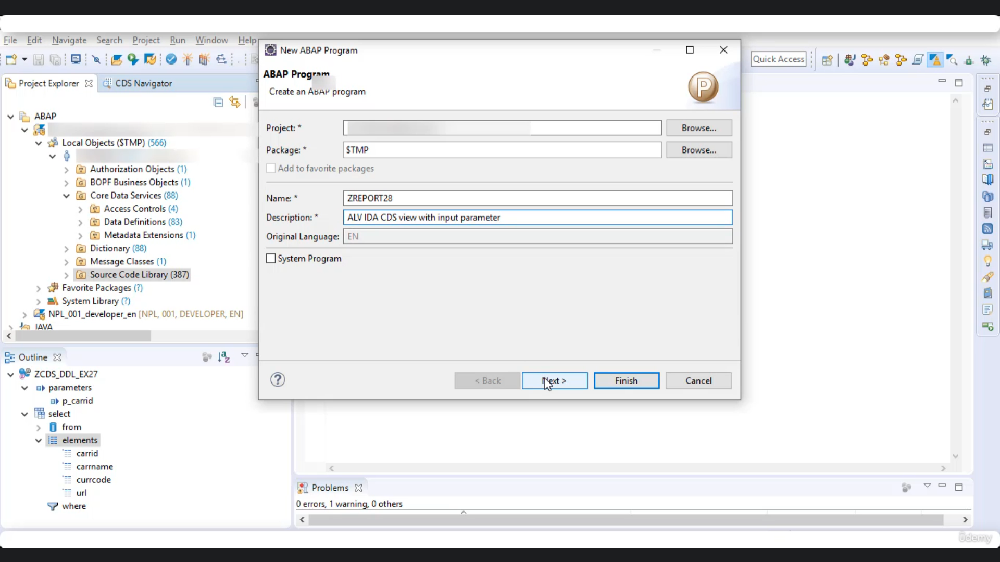 File Edit Navigate Search Project Run Window Help
Quick Access
Project Explorer
CDS Navigator
ABAP
Local Objects ($TMP) (566)
Authorization Objects (1)
BOPF Business Objects (1)
Core Data Services (88)
Access Controls (4)
Data Definitions (83)
Metadata Extensions (1)
Dictionary (88)
Message Classes (1)
Source Code Library (387)
Favorite Packages (?)
System Library (?)
NPL_001_developer_en [NPL, 001, DEVELOPER, EN]
JAVA
Outline
ZCDS_DDL_EX27
parameters
p_carrid
select
from
elements
carrid
carrname
currcode
url
where
New ABAP Program
ABAP Program
Create an ABAP program
Project: *
Browse...
Package: *
$TMP
Browse...
Add to favorite packages
Name: *
ZREPORT28
Description: *
ALV IDA CDS view with input parameter
Original Language:
EN
System Program
< Back
Next >
Finish
Cancel
Problems
0 errors, 1 warning, 0 others
ûdemy